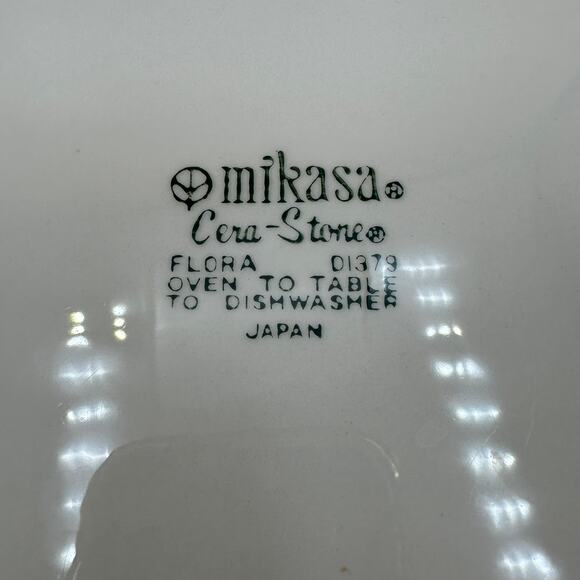 mikasa®
Cera-Stone®
FLORA D1379
OVEN TO TABLE
TO DISHWASHER
JAPAN